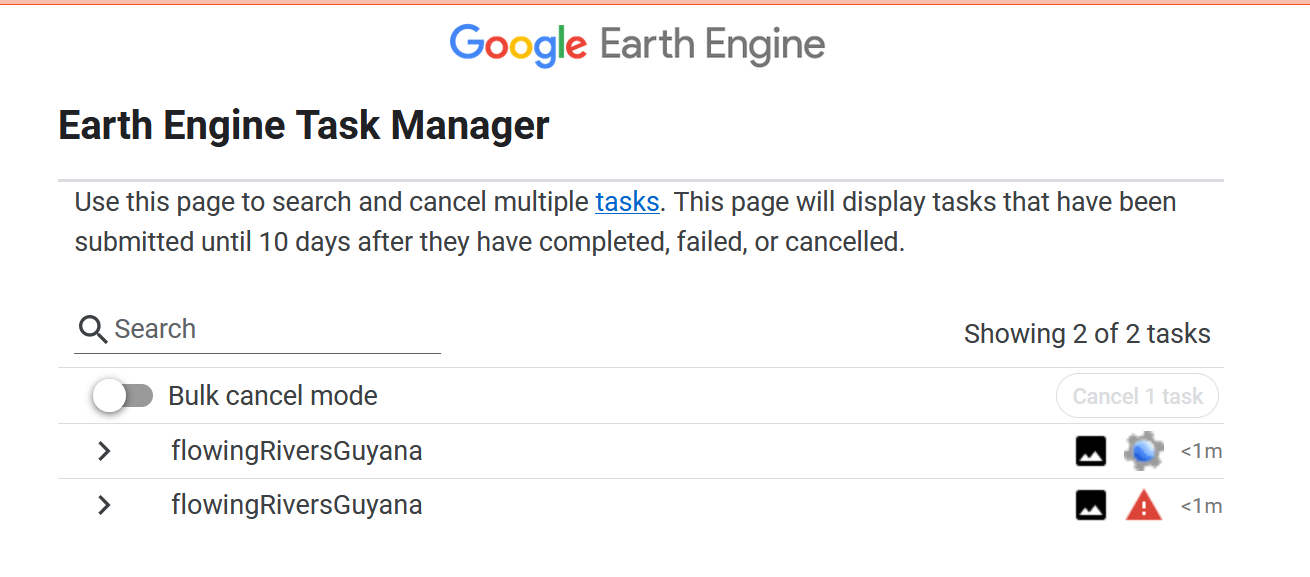 Google Earth Engine
Earth Engine Task Manager
Use this page to search and cancel multiple tasks. This page will display tasks that have been
submitted until 10 days after they have completed, failed, or cancelled.
Search
Showing 2 of 2 tasks
Bulk cancel mode
Cancel 1 task
flowingRiversGuyana
<1m
flowingRiversGuyana
<1m